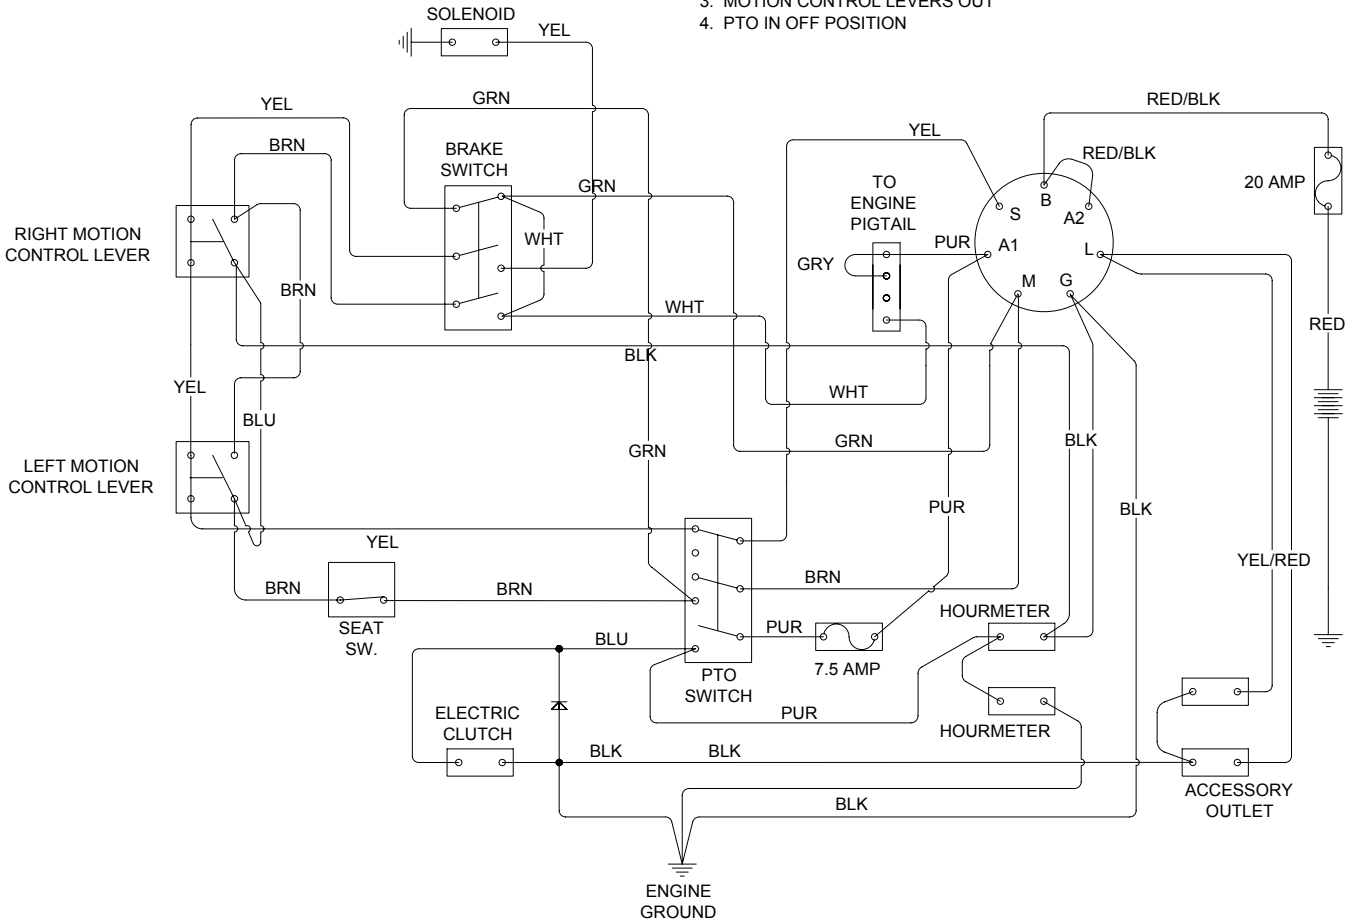 3. MOTION CONTROL LEVERS OUT
4. PTO IN OFF POSITION
SOLENOID
YEL
GRN
YEL
BRN
BRAKE
SWITCH
GRN
WHT
RIGHT MOTION
CONTROL LEVER
BRN
WHT
BLK
YEL
BLU
LEFT MOTION
CONTROL LEVER
YEL
RED/BLK
RED/BLK
20 AMP
TO
ENGINE
PIGTAIL
S
B
A2
PUR
A1
L
GRY
M
G
RED
WHT
GRN
BLK
GRN
PUR
BLK
YEL
BRN
BRN
SEAT
SW.
BRN
YEL/RED
HOURMETER
BLU
PUR
7.5 AMP
PTO
SWITCH
PUR
HOURMETER
ELECTRIC
CLUTCH
BLK
BLK
BLK
ACCESSORY
OUTLET
ENGINE
GROUND